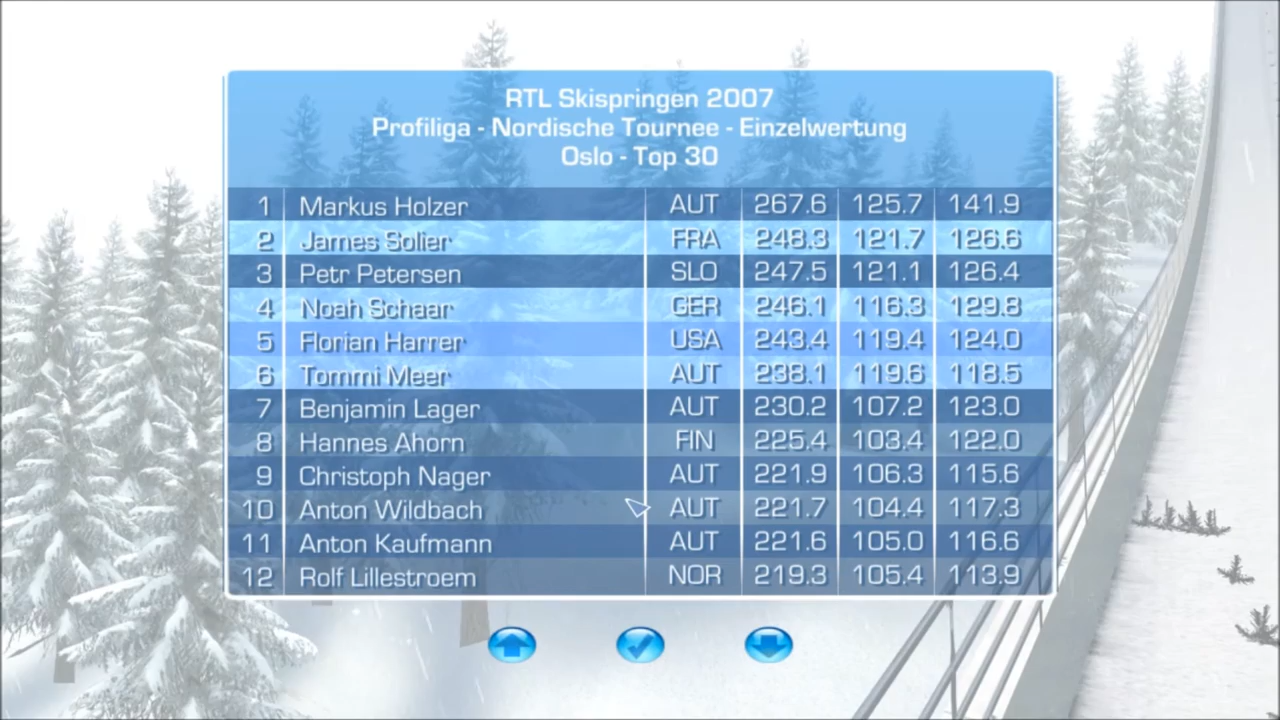 RTL Skispringen 2007
Profiliga - Nordische Tournee - Einzelwertung
Oslo - Top 30
1 Markus Holzer AUT 267.6 125.7 141.9
2 James Solier FRA 248.3 121.7 126.6
3 Petr Petersen SLO 247.5 121.1 126.4
4 Noah Schaar GER 246.1 116.3 129.8
5 Florian Harrer USA 243.4 119.4 124.0
6 Tommi Meer AUT 238.1 119.6 118.5
7 Benjamin Lager AUT 230.2 107.2 123.0
8 Hannes Ahorn FIN 225.4 103.4 122.0
9 Christoph Nager AUT 221.9 106.3 115.6
10 Anton Wildbach AUT 221.7 104.4 117.3
11 Anton Kaufmann AUT 221.6 105.0 116.6
12 Rolf Lillestroem NOR 219.3 105.4 113.9